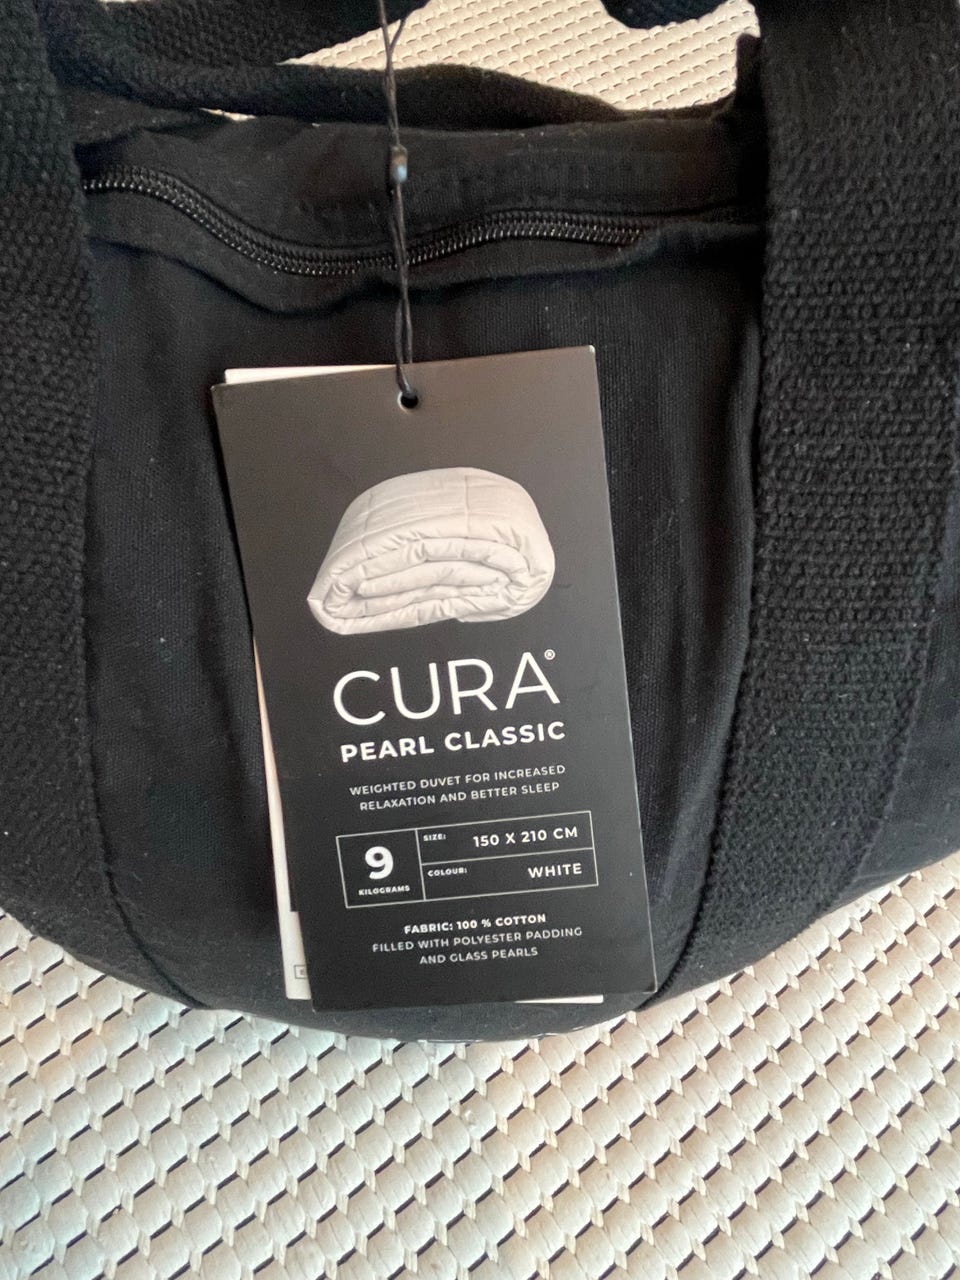 CURA®
PEARL CLASSIC
WEIGHTED DUVET FOR INCREASED
RELAXATION AND BETTER SLEEP
9
KILOGRAMS
SIZE: 150 X 210 CM
COLOUR: WHITE
FABRIC: 100 % COTTON
FILLED WITH POLYESTER PADDING
AND GLASS PEARLS